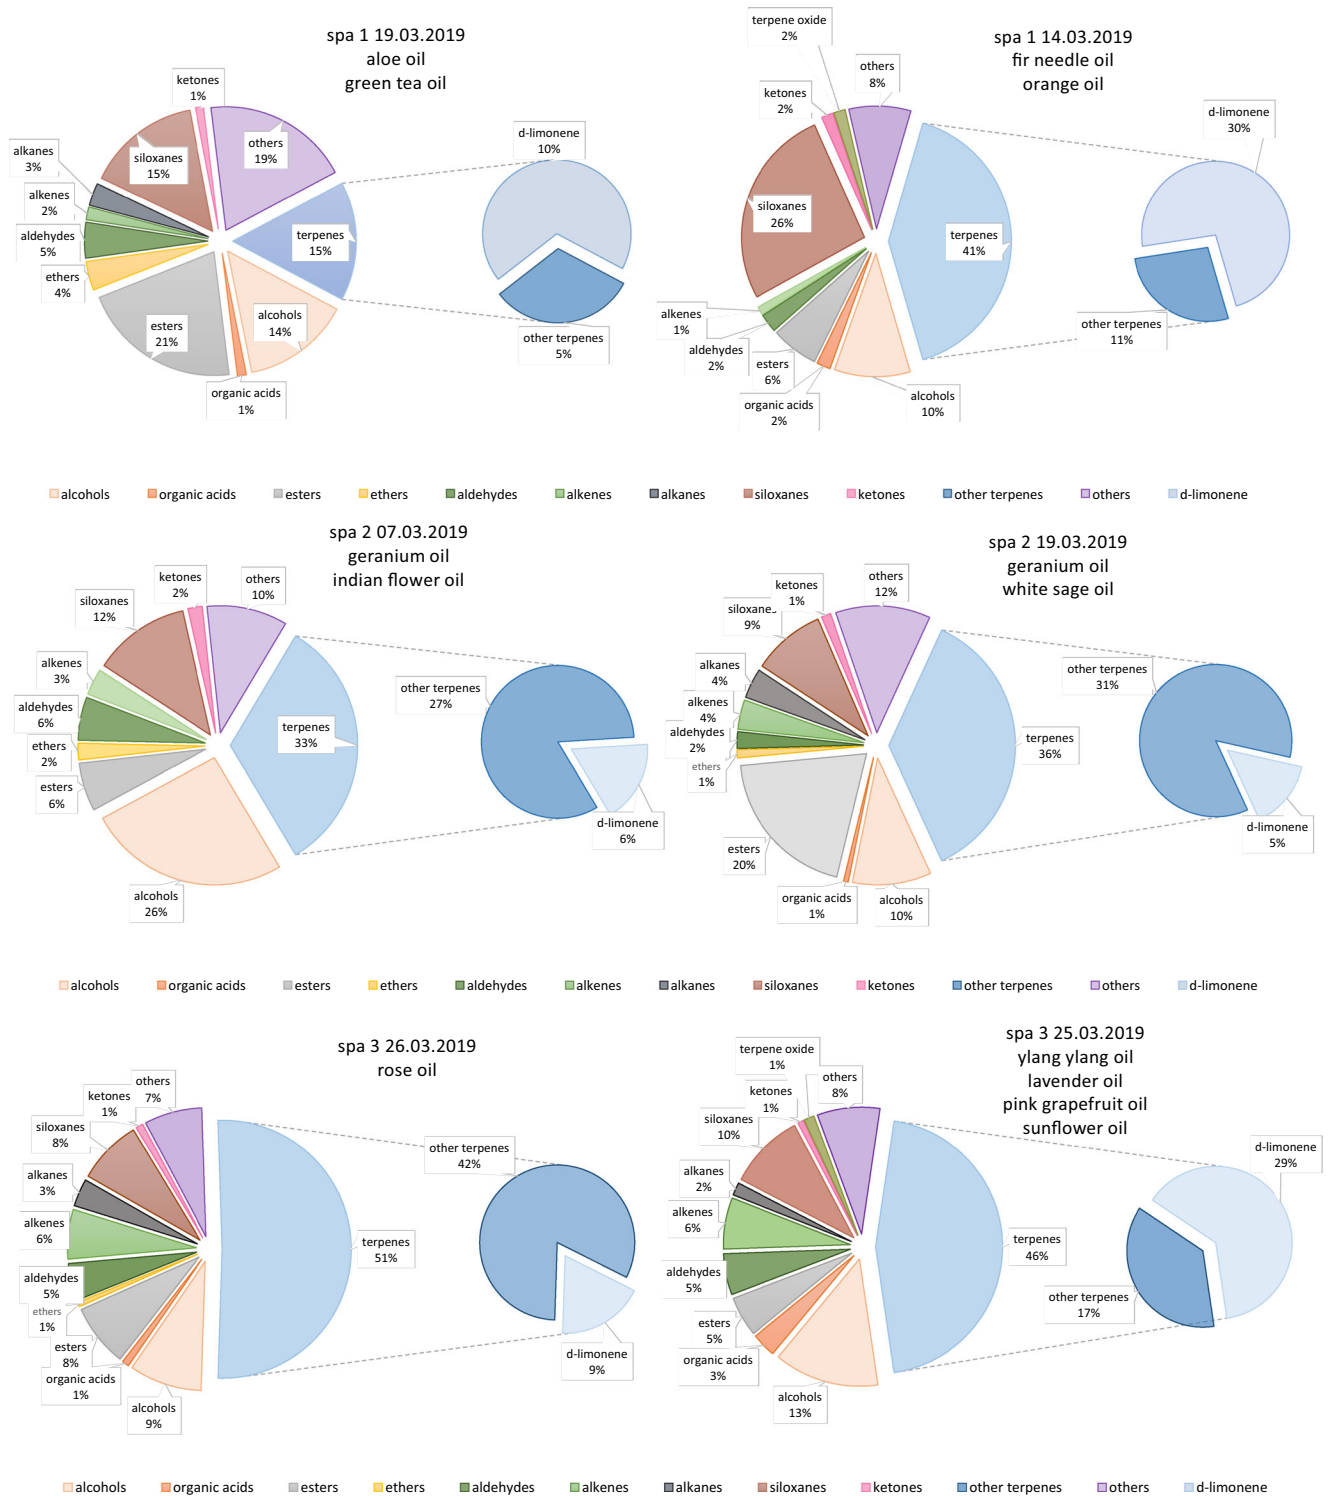 spa 1 19.03.2019
aloe oil
green tea oil
ketones
1%
others
19%
siloxanes
15%
alkanes
3%
alkenes
2%
aldehydes
5%
ethers
4%
esters
21%
organic acids
1%
alcohols
14%
terpenes
15%
d-limonene
10%
other terpenes
5%
spa 1 14.03.2019
fir needle oil
orange oil
terpene oxide
2%
others
8%
ketones
2%
siloxanes
26%
alkenes
1%
aldehydes
2%
esters
6%
organic acids
2%
alcohols
10%
terpenes
41%
d-limonene
30%
other terpenes
11%
alcohols organic acids esters ethers aldehydes alkenes alkanes siloxanes ketones other terpenes others d-limonene
spa 2 07.03.2019
geranium oil
indian flower oil
ketones
2%
others
10%
siloxanes
12%
alkenes
3%
aldehydes
6%
ethers
2%
esters
6%
alcohols
26%
terpenes
33%
other terpenes
27%
d-limonene
6%
spa 2 19.03.2019
geranium oil
white sage oil
others
12%
ketones
1%
siloxanes
9%
alkanes
4%
alkenes
4%
aldehydes
2%
ethers
1%
esters
20%
organic acids
1%
alcohols
10%
terpenes
36%
other terpenes
31%
d-limonene
5%
alcohols organic acids esters ethers aldehydes alkenes alkanes siloxanes ketones other terpenes others d-limonene
spa 3 26.03.2019
rose oil
others
7%
ketones
1%
siloxanes
8%
alkanes
3%
alkenes
6%
aldehydes
5%
ethers
1%
esters
8%
organic acids
1%
alcohols
9%
terpenes
51%
other terpenes
42%
d-limonene
9%
spa 3 25.03.2019
ylang ylang oil
lavender oil
pink grapefruit oil
sunflower oil
terpene oxide
1%
others
8%
ketones
1%
siloxanes
10%
alkanes
2%
alkenes
6%
aldehydes
5%
esters
5%
organic acids
3%
alcohols
13%
terpenes
46%
d-limonene
29%
other terpenes
17%
alcohols organic acids esters ethers aldehydes alkenes alkanes siloxanes ketones other terpenes others d-limonene